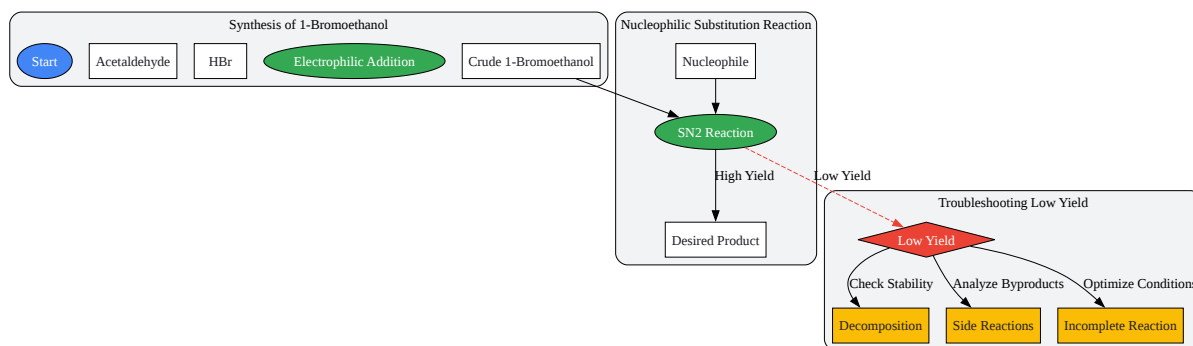 Synthesis of 1-Bromoethanol
Start
Acetaldehyde
HBr
Electrophilic Addition
Crude 1-Bromoethanol
Nucleophilic Substitution Reaction
Nucleophile
SN2 Reaction
High Yield
Low Yield
Desired Product
Troubleshooting Low Yield
Low Yield
Check Stability
Analyze Byproducts
Optimize Conditions
Decomposition
Side Reactions
Incomplete Reaction